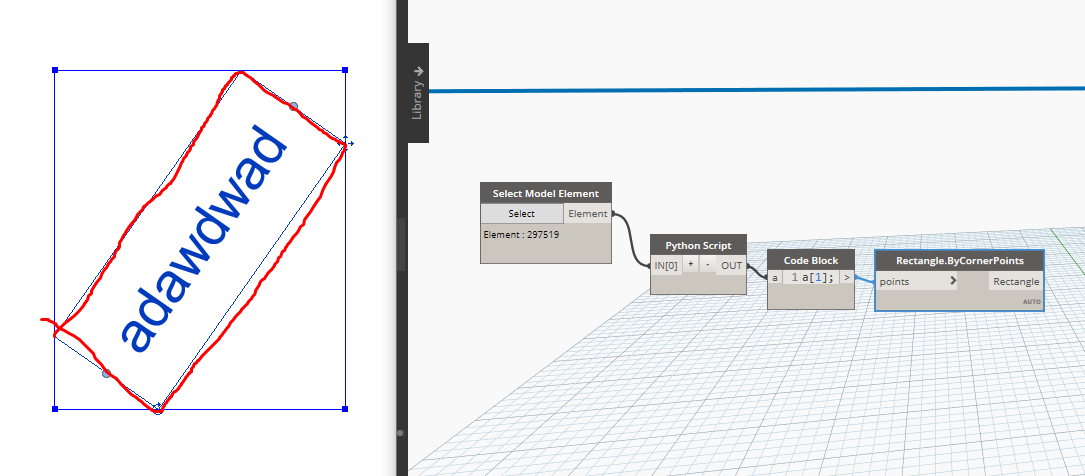 adawdwad
Library
Select Model Element
Select Element
Element : 297519
Python Script
IN[0] + - OUT
Code Block
a 1 a[1]; >
Rectangle.ByCornerPoints
points > Rectangle
AUTO